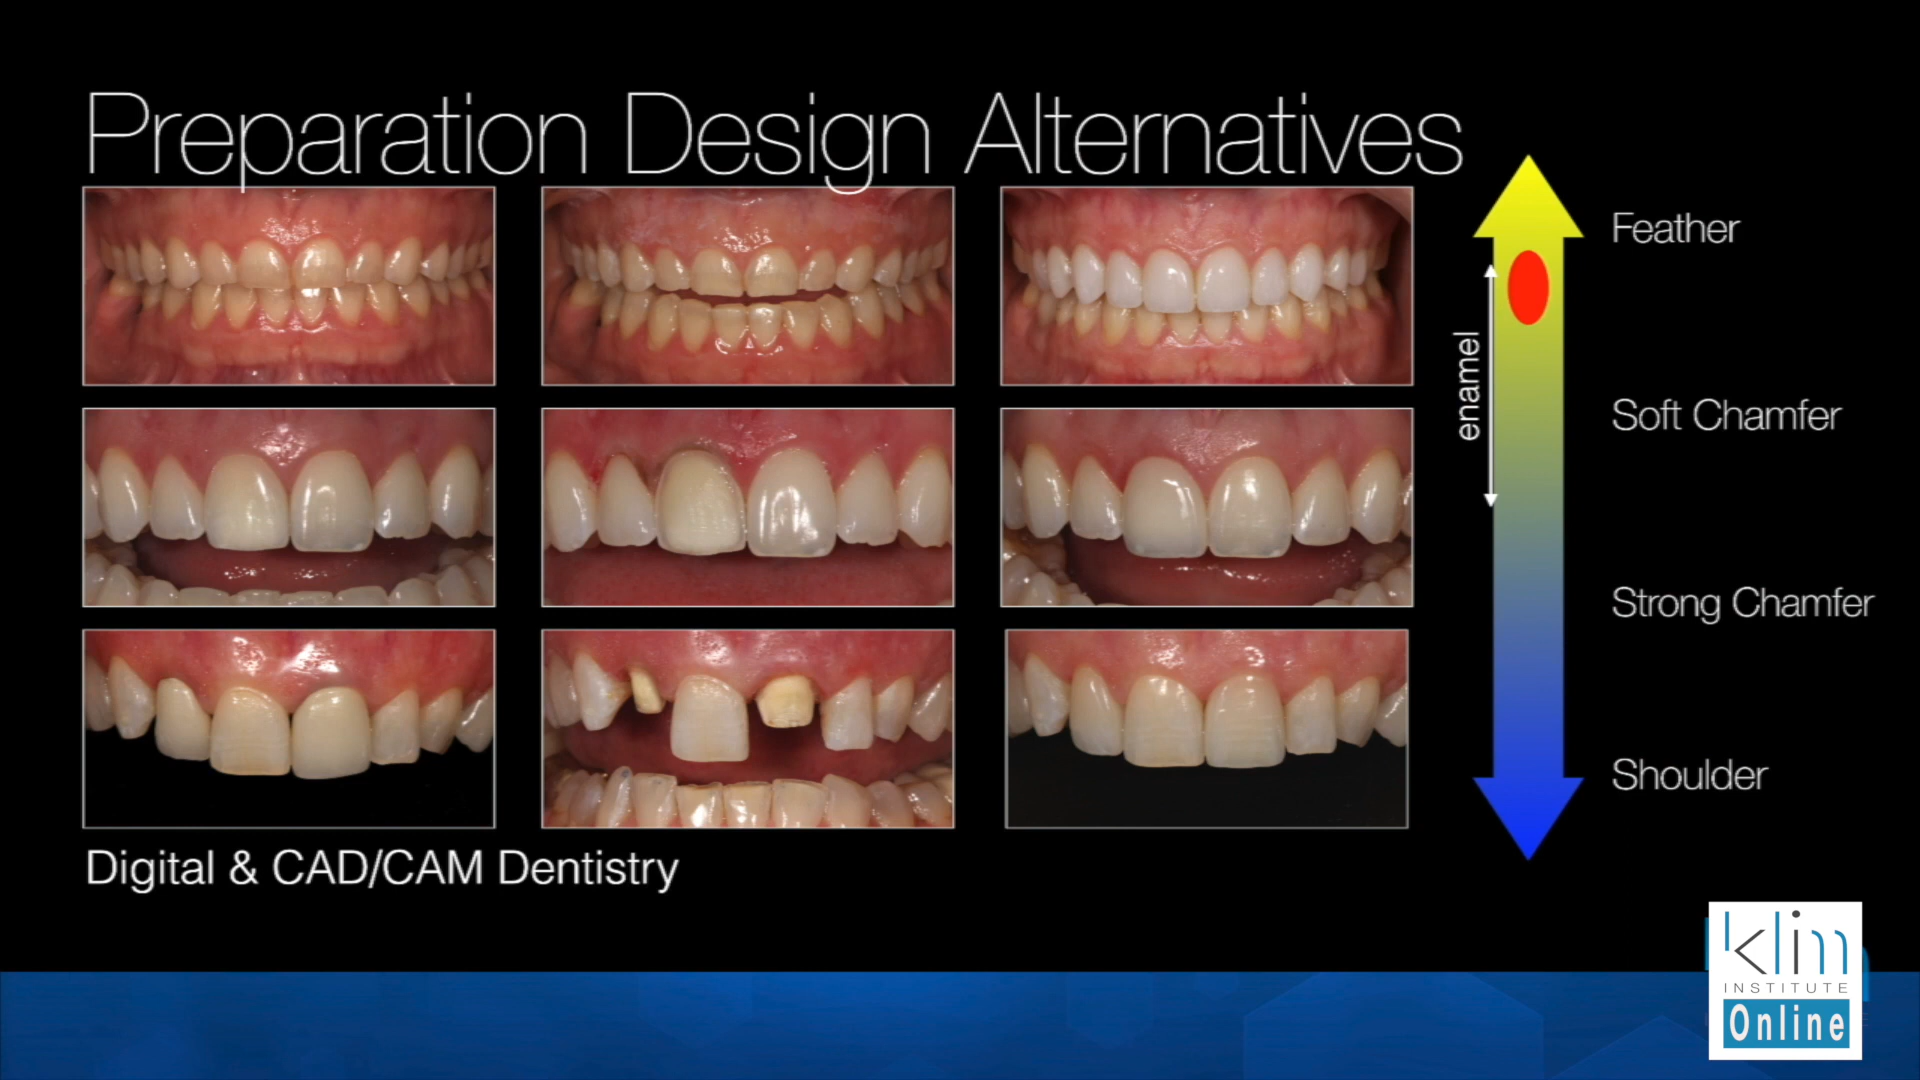 Preparation Design Alternatives
Feather
enamel
Soft Chamfer
Strong Chamfer
Shoulder
Digital & CAD/CAM Dentistry
klim
INSTITUTE
Online